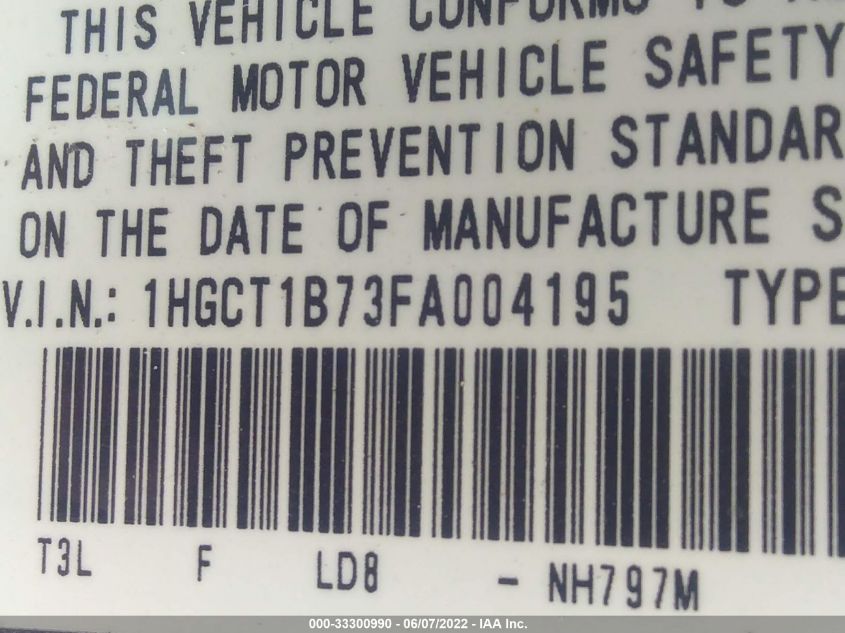 THIS VEHICLE CONFORMS TO
FEDERAL MOTOR VEHICLE SAFETY
AND THEFT PREVENTION STANDAR
ON THE DATE OF MANUFACTURE S
V.I.N.: 1HGCT1B73FA004195 TYPE
T3L F LD8 - NH797M
000-33300990 - 06/07/2022 - IAA Inc.